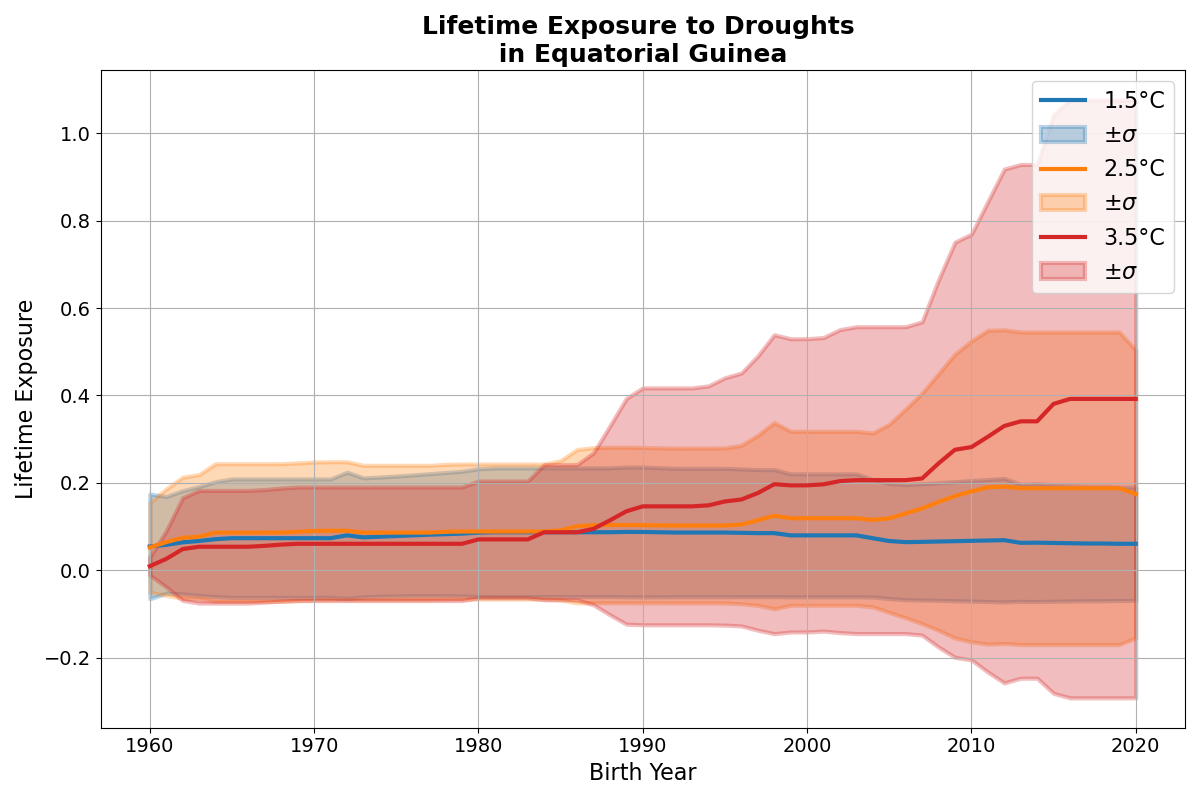 Lifetime Exposure to Droughts
in Equatorial Guinea
1.5°C
±σ
2.5°C
±σ
3.5°C
±σ
Lifetime Exposure
1.0
0.8
0.6
0.4
0.2
0.0
−0.2
1960 1970 1980 1990 2000 2010 2020
Birth Year